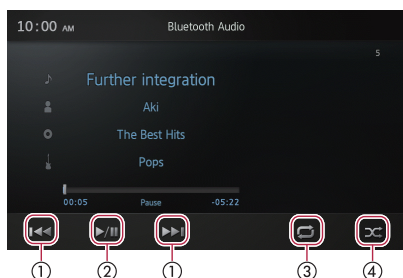 10:00 AM Bluetooth Audio
5
Further integration
Aki
The Best Hits
Pops
00:05 Pause -05:22
① ② ① ③ ④